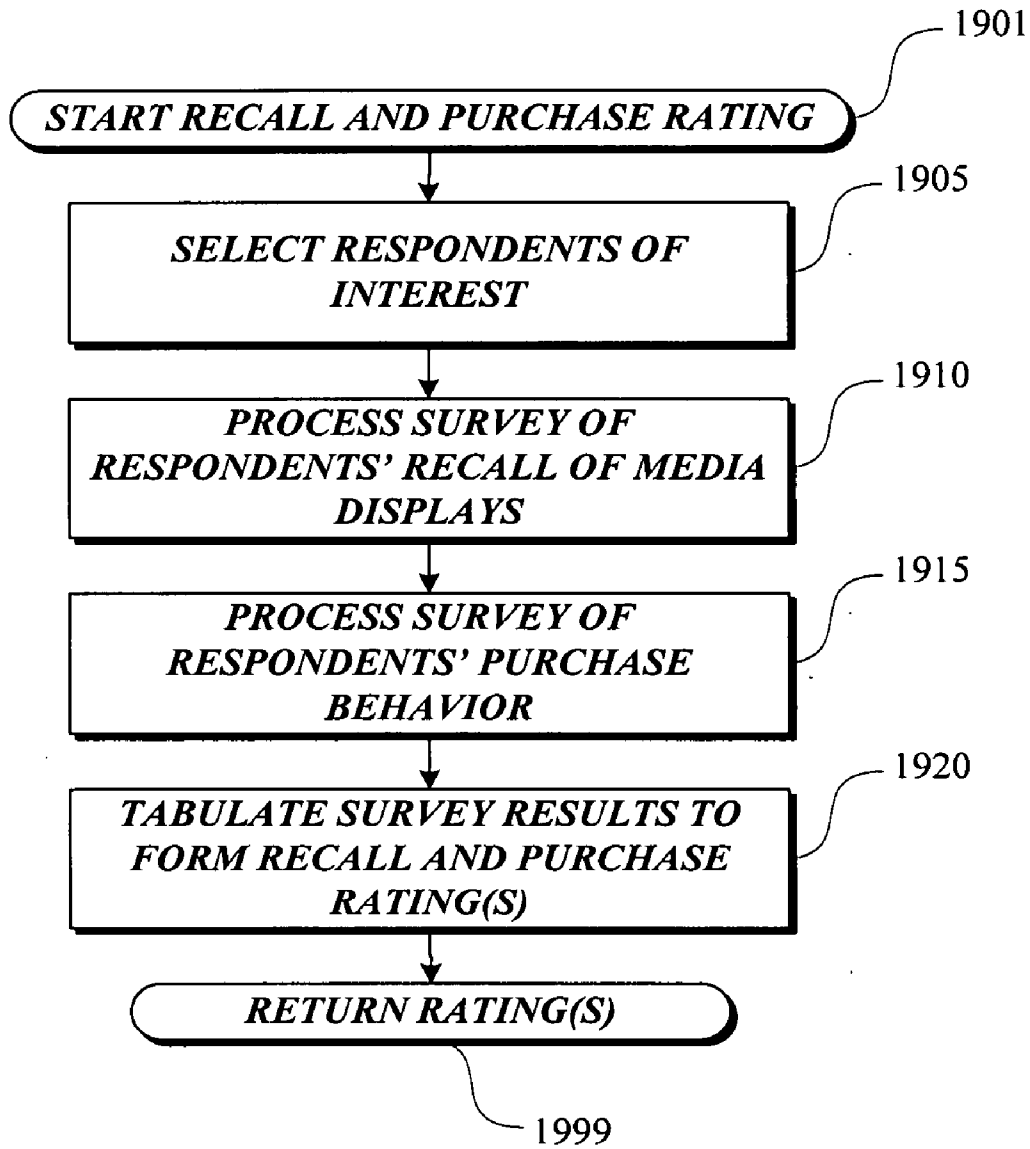 1901
START RECALL AND PURCHASE RATING
1905
SELECT RESPONDENTS OF
INTEREST
1910
PROCESS SURVEY OF
RESPONDENTS’ RECALL OF MEDIA
DISPLAYS
1915
PROCESS SURVEY OF
RESPONDENTS’ PURCHASE
BEHAVIOR
1920
TABULATE SURVEY RESULTS TO
FORM RECALL AND PURCHASE
RATING(S)
RETURN RATING(S)
1999